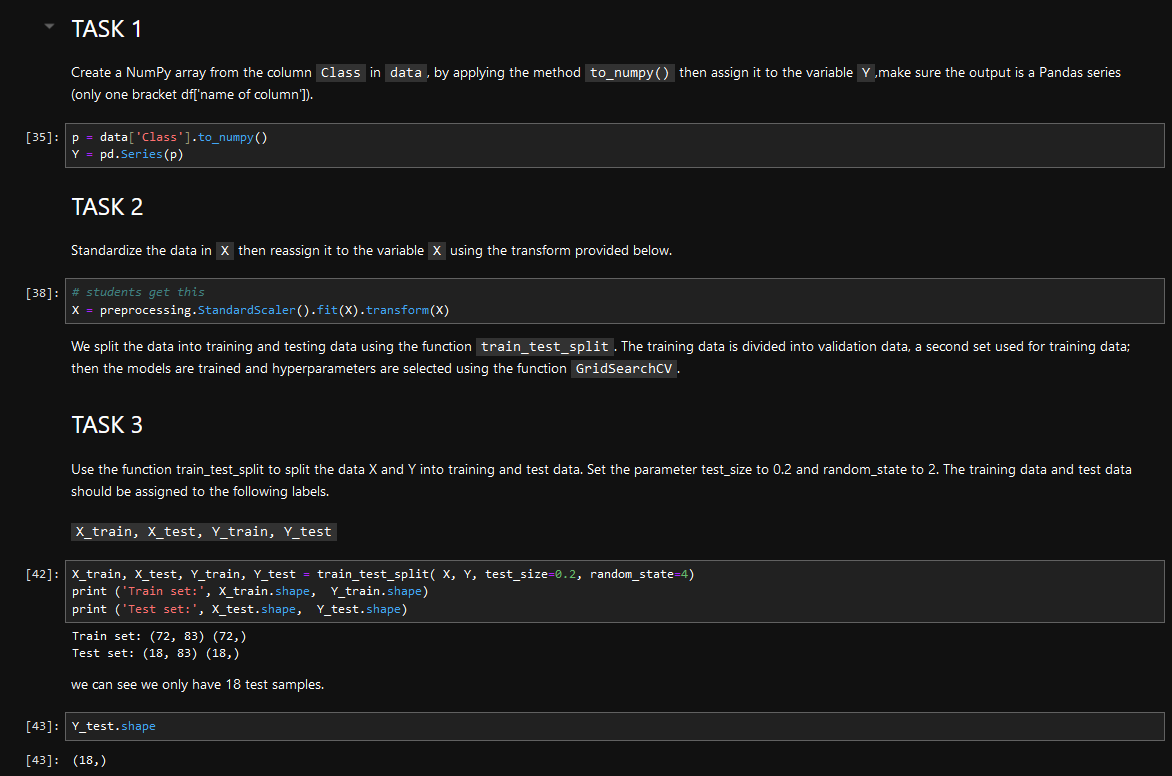 TASK 1
Create a NumPy array from the column Class in data, by applying the method to_numpy() then assign it to the variable Y,make sure the output is a Pandas series
(only one bracket df['name of column']).
[35]: p = data['Class'].to_numpy()
Y = pd.Series(p)
TASK 2
Standardize the data in X then reassign it to the variable X using the transform provided below.
[38]: # students get this
X = preprocessing.StandardScaler().fit(X).transform(X)
We split the data into training and testing data using the function train_test_split. The training data is divided into validation data, a second set used for training data;
then the models are trained and hyperparameters are selected using the function GridSearchCV.
TASK 3
Use the function train_test_split to split the data X and Y into training and test data. Set the parameter test_size to 0.2 and random_state to 2. The training data and test data
should be assigned to the following labels.
X_train, X_test, Y_train, Y_test
[42]: X_train, X_test, Y_train, Y_test = train_test_split( X, Y, test_size=0.2, random_state=4)
print ('Train set:', X_train.shape,  Y_train.shape)
print ('Test set:', X_test.shape,  Y_test.shape)
Train set: (72, 83) (72,)
Test set: (18, 83) (18,)
we can see we only have 18 test samples.
[43]: Y_test.shape
[43]: (18,)